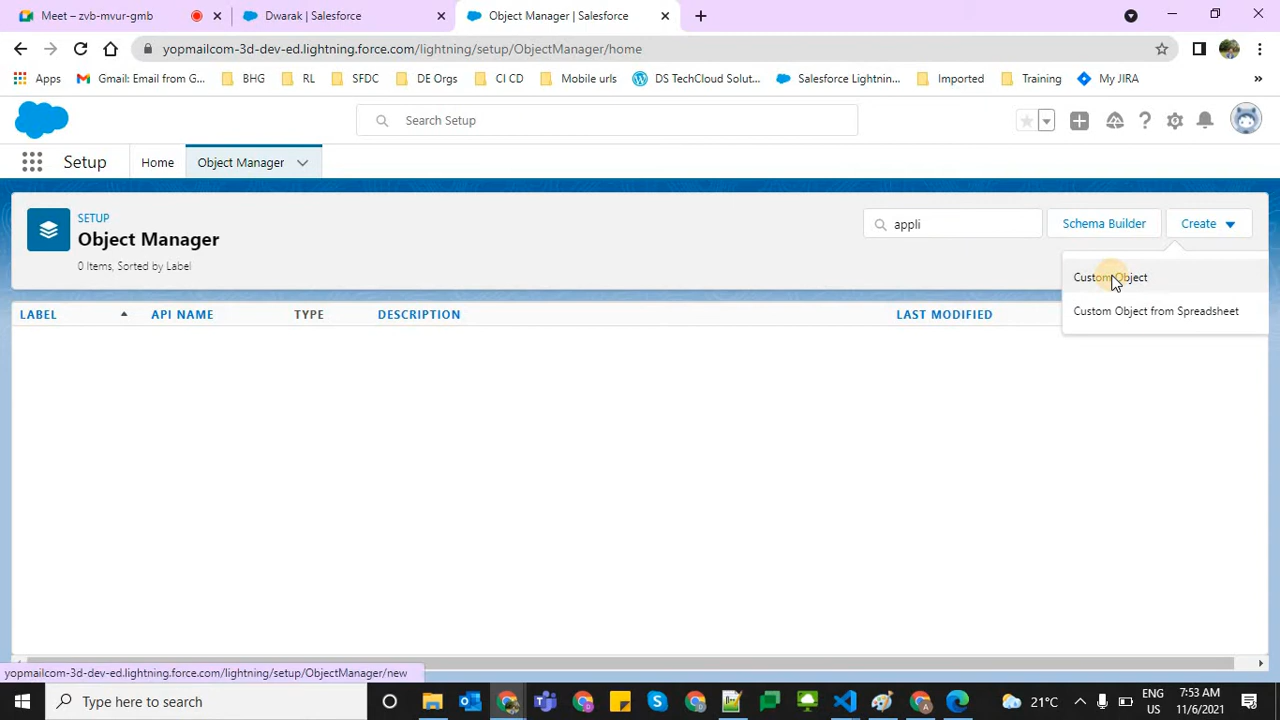 Meet – zvb-mvur-gmb
Dwarak | Salesforce
Object Manager | Salesforce
yopmailcom-3d-dev-ed.lightning.force.com/lightning/setup/ObjectManager/home
Apps
Gmail: Email from G...
BHG
RL
SFDC
DE Orgs
CI CD
Mobile urls
DS TechCloud Solut...
Salesforce Lightnin...
Imported
Training
My JIRA
»
Search Setup
Setup
Home
Object Manager
SETUP
Object Manager
0 Items, Sorted by Label
appli
Schema Builder
Create
Custom Object
Custom Object from Spreadsheet
LABEL
API NAME
TYPE
DESCRIPTION
LAST MODIFIED
yopmailcom-3d-dev-ed.lightning.force.com/lightning/setup/ObjectManager/new
Type here to search
21°C
ENG
US
7:53 AM
11/6/2021